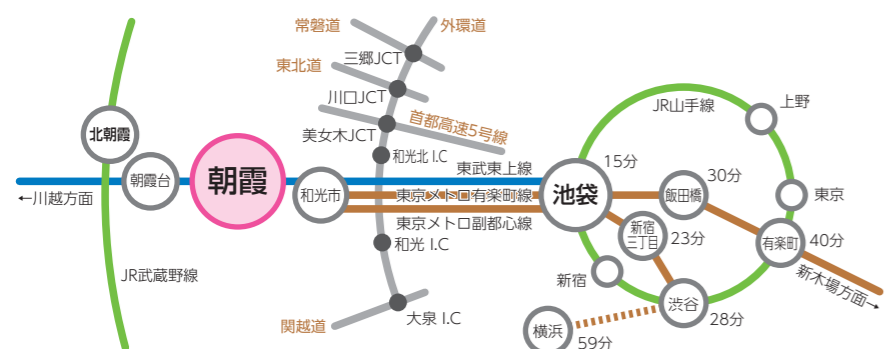 常磐道
外環道
三郷JCT
東北道
川口JCT
首都高速5号線
美女木JCT
和光北 I.C
JR山手線
上野
北朝霞
朝霞台
朝霞
和光市
東武東上線
東京メトロ有楽町線
東京メトロ副都心線
←川越方面
池袋
15分
飯田橋
30分
東京
新宿
三丁目
23分
有楽町
40分
新木場方面→
和光 I.C
新宿
JR武蔵野線
関越道
大泉 I.C
渋谷
28分
横浜
59分